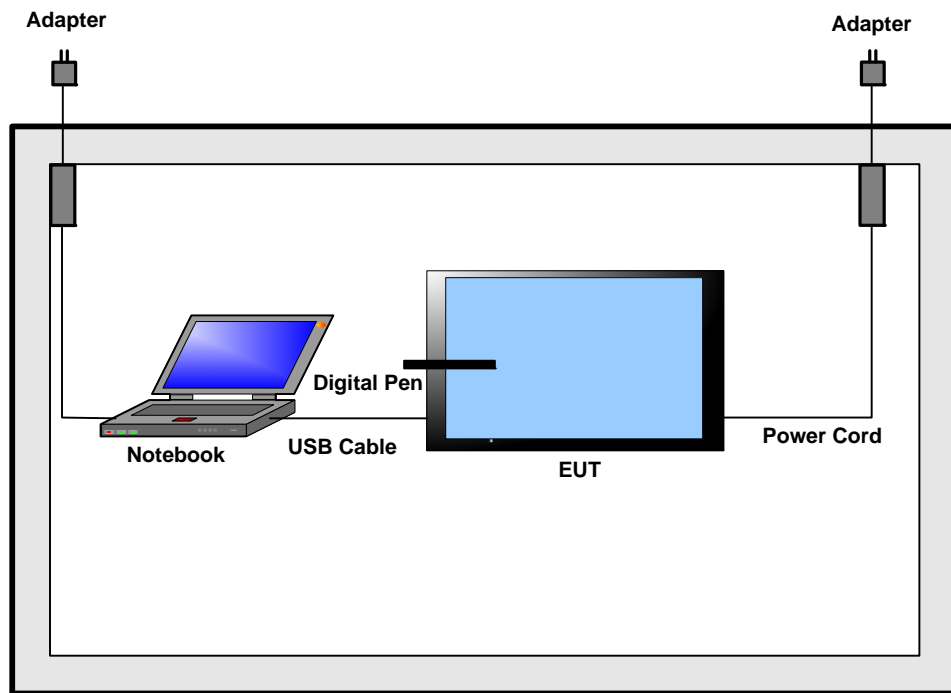 Adapter
Adapter
Digital Pen
Notebook
USB Cable
EUT
Power Cord